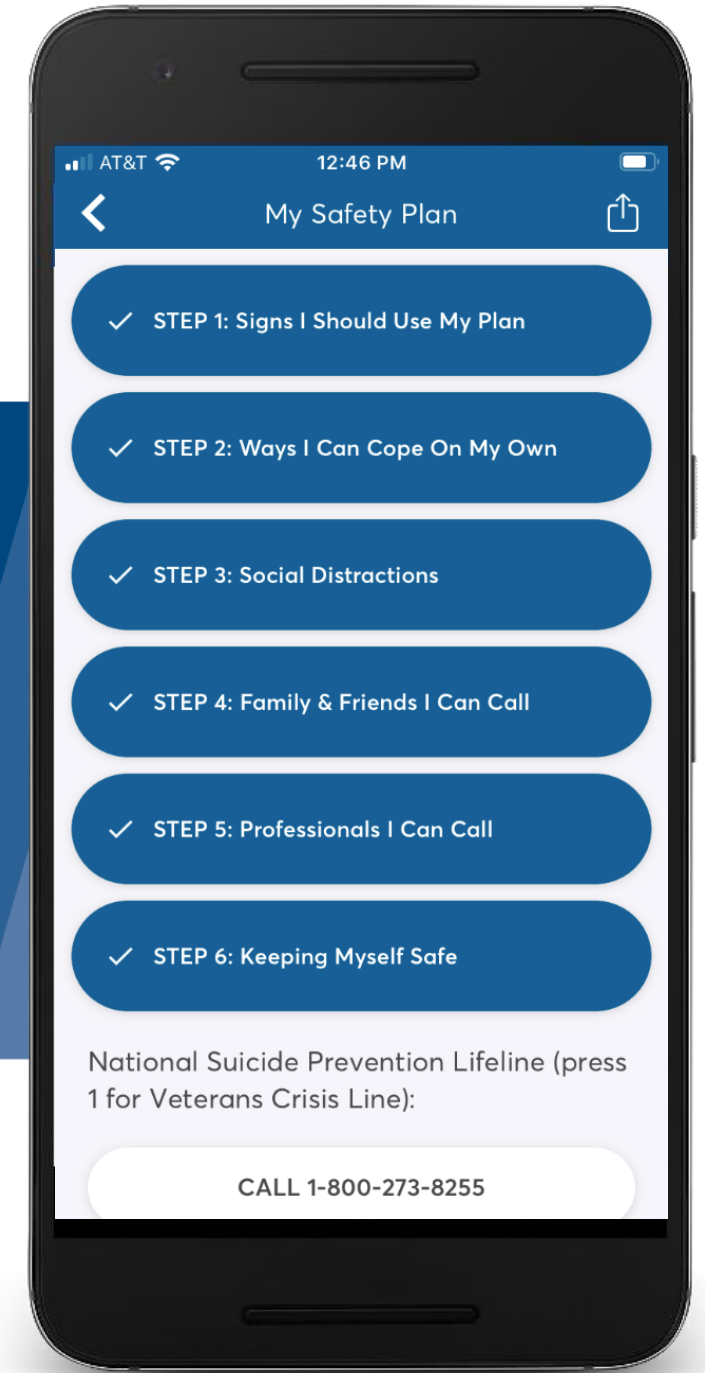 AT&T 12:46 PM
My Safety Plan
STEP 1: Signs I Should Use My Plan
STEP 2: Ways I Can Cope On My Own
STEP 3: Social Distractions
STEP 4: Family & Friends I Can Call
STEP 5: Professionals I Can Call
STEP 6: Keeping Myself Safe
National Suicide Prevention Lifeline (press
1 for Veterans Crisis Line):
CALL 1-800-273-8255